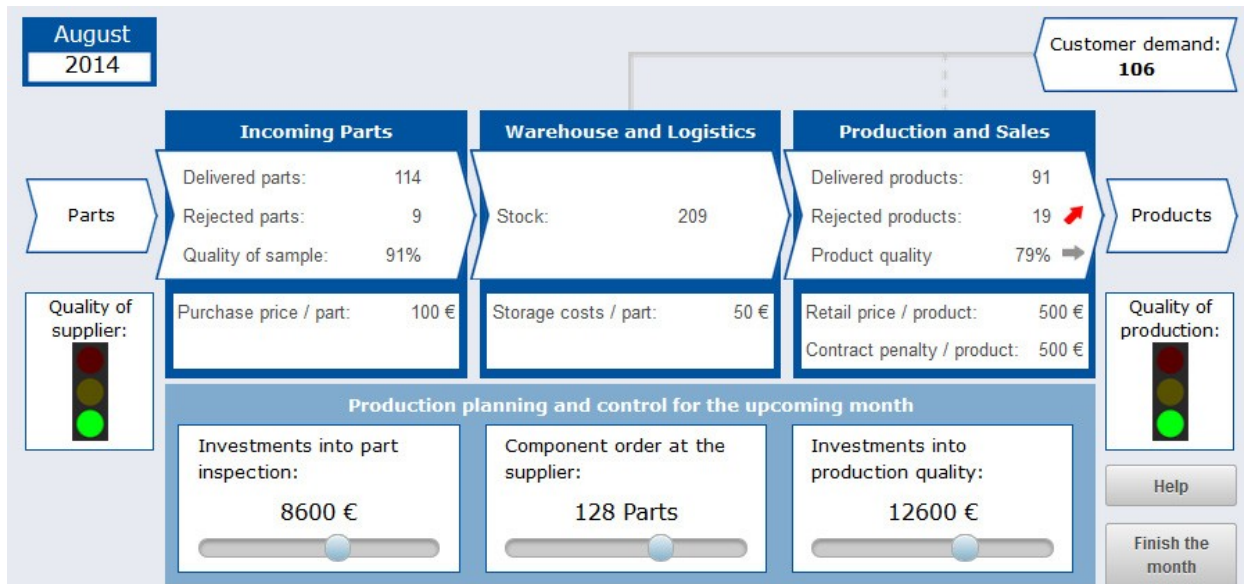 August
2014
Customer demand:
106
Incoming Parts
Warehouse and Logistics
Production and Sales
Parts
Delivered parts: 114
Rejected parts: 9
Quality of sample: 91%
Stock: 209
Delivered products: 91
Rejected products: 19
Product quality 79%
Products
Quality of
supplier:
Purchase price / part: 100 €
Storage costs / part: 50 €
Retail price / product: 500 €
Contract penalty / product: 500 €
Quality of
production:
Production planning and control for the upcoming month
Investments into part
inspection:
8600 €
Component order at the
supplier:
128 Parts
Investments into
production quality:
12600 €
Help
Finish the
month